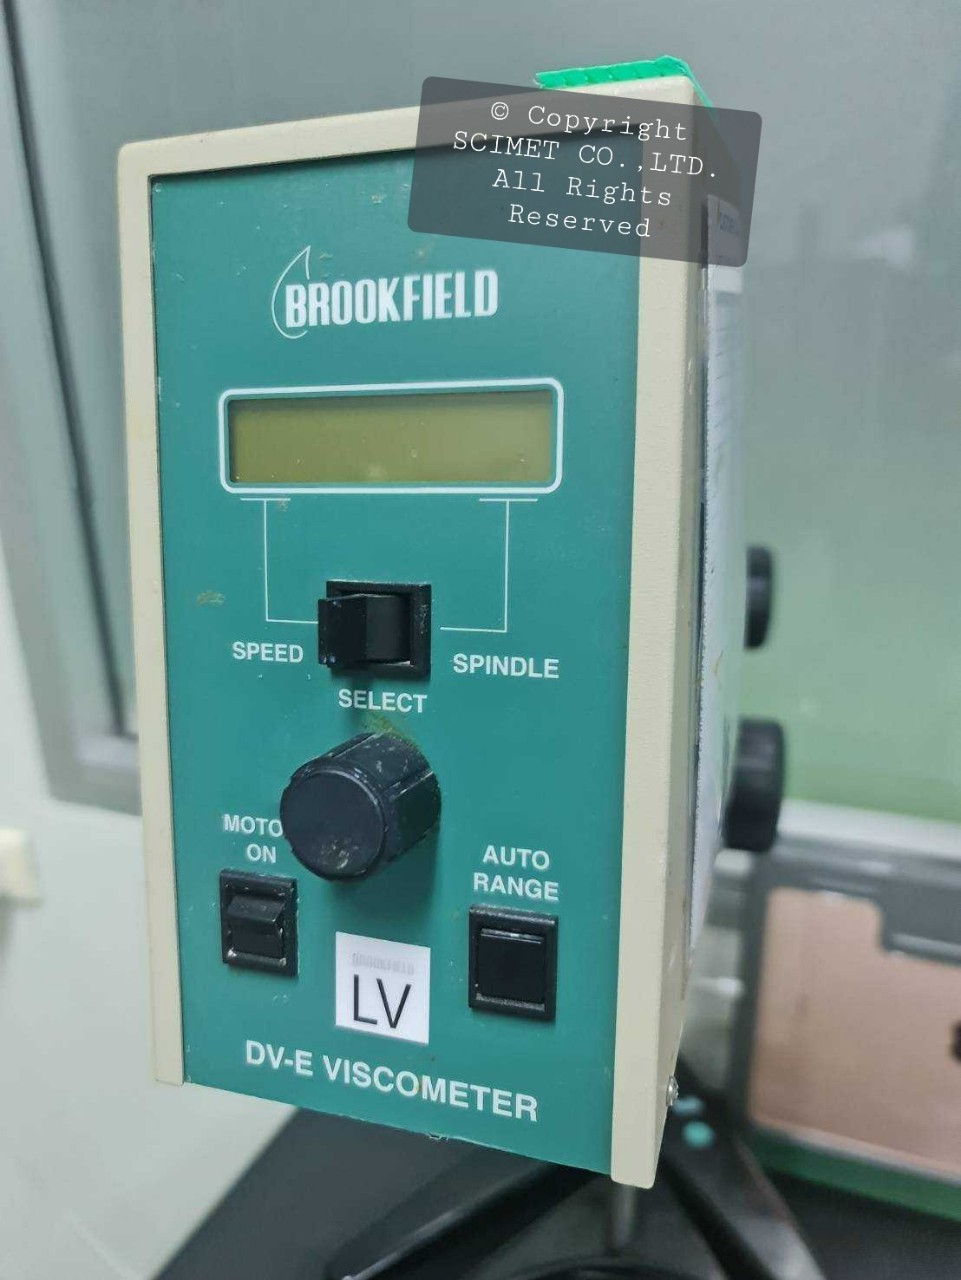 © Copyright
SCIMET CO.,LTD.
All Rights
Reserved
BROOKFIELD
SPEED
SPINDLE
SELECT
MOTO
ON
AUTO
RANGE
BROOKFIELD
LV
DV-E VISCOMETER